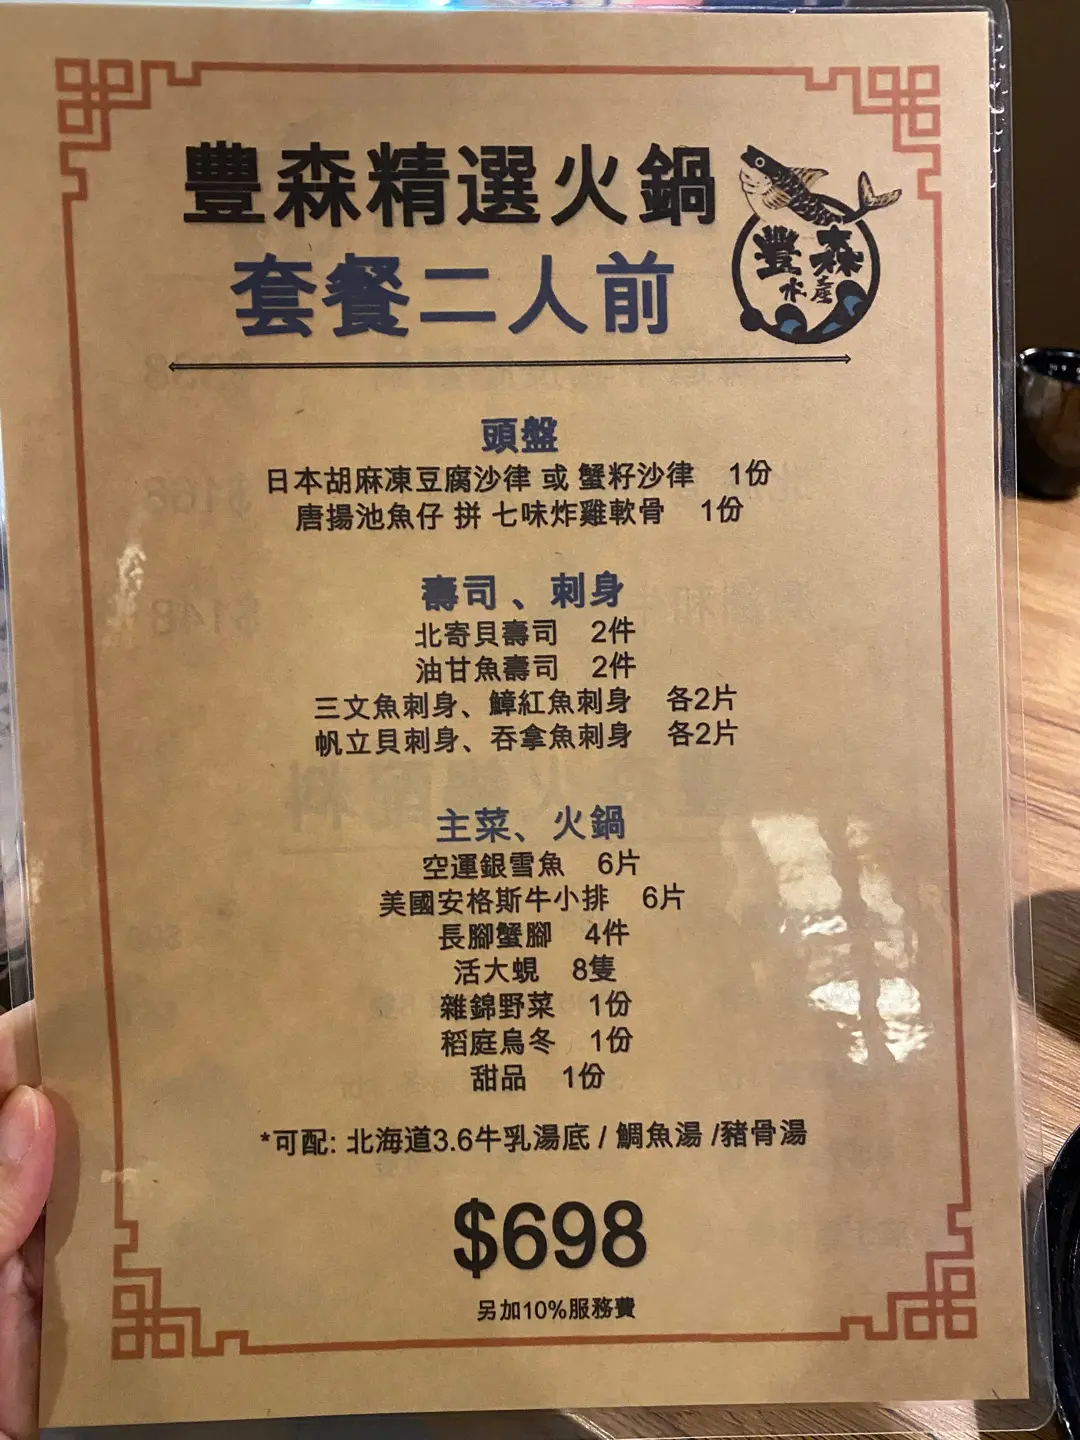 豐森精選火鍋
套餐二人前
豐森
水產
頭盤
日本胡麻凍豆腐沙律 或 蟹籽沙律 1份
唐揚池魚仔 拼 七味炸雞軟骨 1份
壽司、刺身
北寄貝壽司 2件
油甘魚壽司 2件
三文魚刺身、鱆紅魚刺身 各2片
帆立貝刺身、吞拿魚刺身 各2片
主菜、火鍋
空運銀雪魚 6片
美國安格斯牛小排 6片
長腳蟹腳 4件
活大蜆 8隻
雜錦野菜 1份
稻庭烏冬 1份
甜品 1份
*可配: 北海道3.6牛乳湯底 / 鯛魚湯 /豬骨湯
$698
另加10%服務費